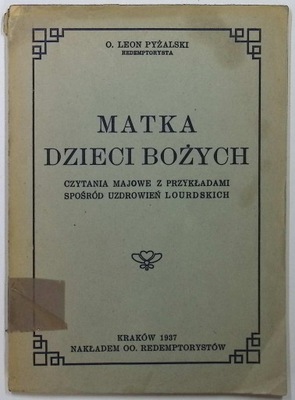 O. LEON PYŻALSKI
REDEMPTORYSTA
MATKA
DZIECI BOŻYCH
CZYTANIA MAJOWE Z PRZYKŁADAMI
SPOŚRÓD UZDROWIEŃ LOURDSKICH
KRAKÓW 1937
NAKŁADEM OO. REDEMPTORYSTÓW